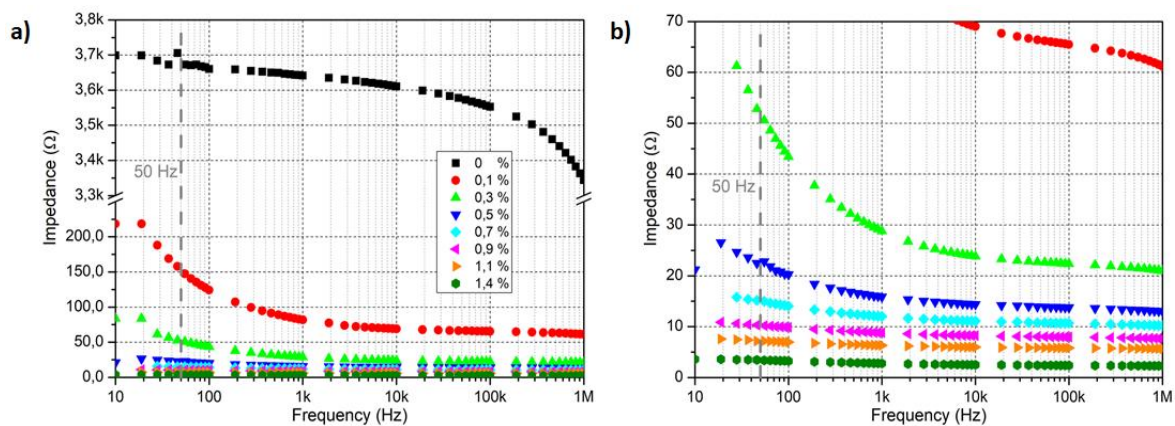 a)
Impedance (Ω)
3,7k
3,6k
3,5k
3,4k
3,3k
250,0
200,0
150,0
100,0
50,0
0,0
50 Hz
0 %
0,1 %
0,3 %
0,5 %
0,7 %
0,9 %
1,1 %
1,4 %
10 100 1k 10k 100k 1M
Frequency (Hz)
b)
Impedance (Ω)
70
60
50
40
30
20
10
0
50 Hz
10 100 1k 10k 100k 1M
Frequency (Hz)